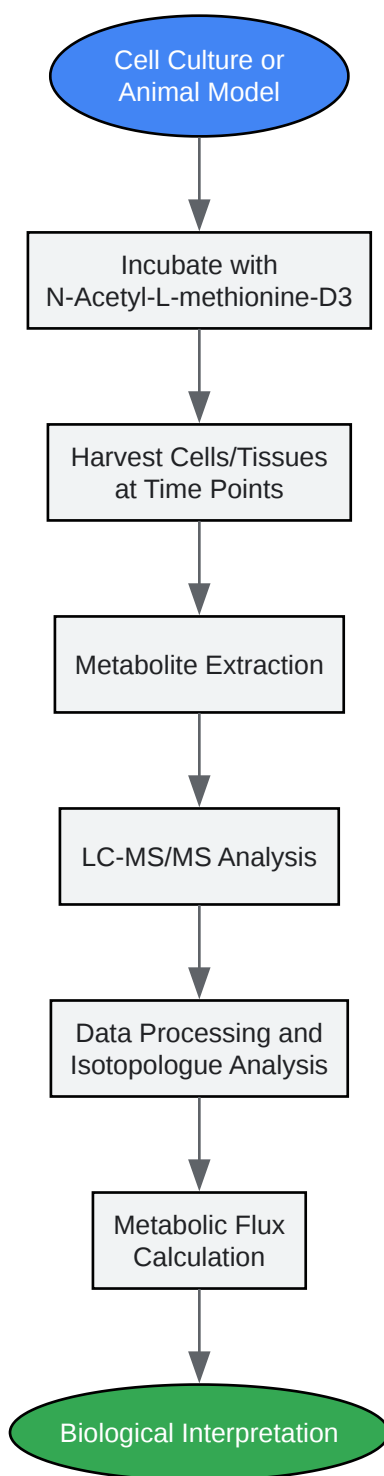 Cell Culture or
Animal Model
Incubate with
N-Acetyl-L-methionine-D3
Harvest Cells/Tissues
at Time Points
Metabolite Extraction
LC-MS/MS Analysis
Data Processing and
Isotopologue Analysis
Metabolic Flux
Calculation
Biological Interpretation